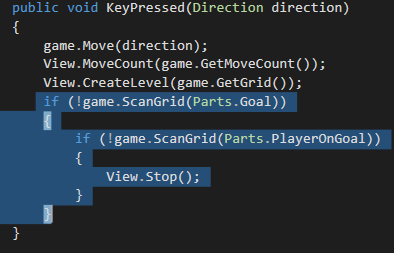 public void KeyPressed(Direction direction)
{
    game.Move(direction);
    View.MoveCount(game.GetMoveCount());
    View.CreateLevel(game.GetGrid());
    if (!game.ScanGrid(Parts.Goal))
    {
        if (!game.ScanGrid(Parts.PlayerOnGoal))
        {
            View.Stop();
        }
    }
}